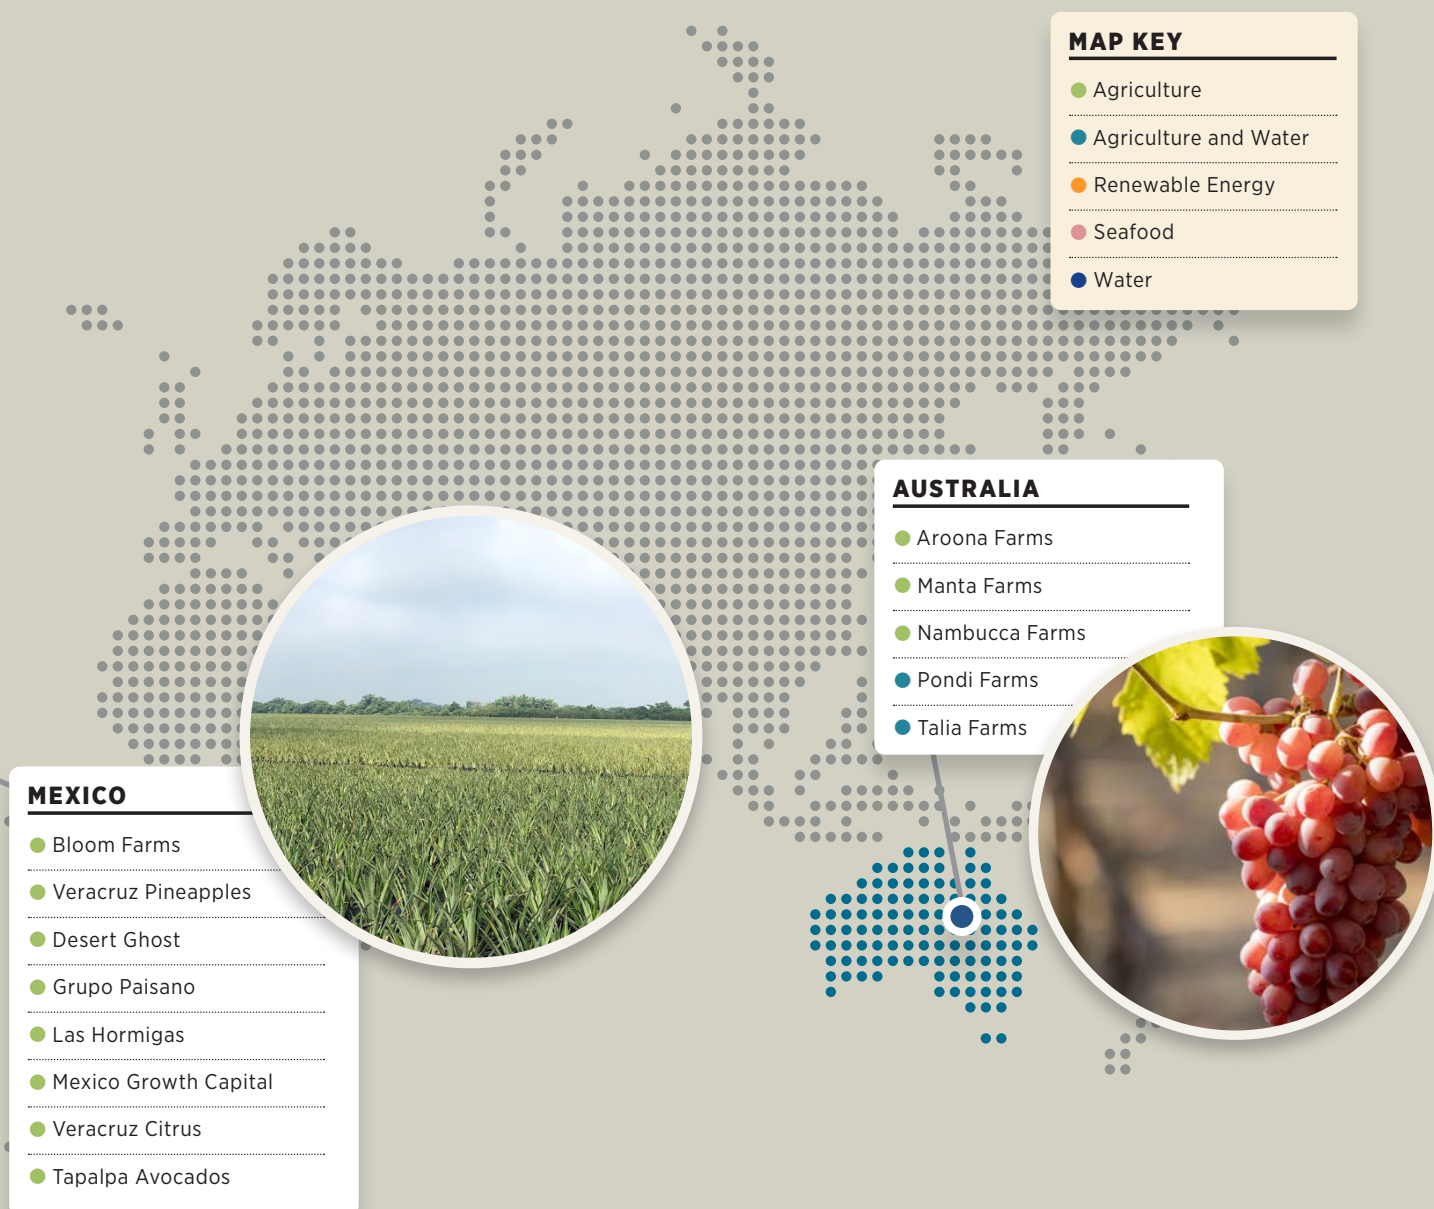 MAP KEY
Agriculture
Agriculture and Water
Renewable Energy
Seafood
Water
AUSTRALIA
Aroona Farms
Manta Farms
Nambucca Farms
Pondi Farms
Talia Farms
MEXICO
Bloom Farms
Veracruz Pineapples
Desert Ghost
Grupo Paisano
Las Hormigas
Mexico Growth Capital
Veracruz Citrus
Tapalpa Avocados